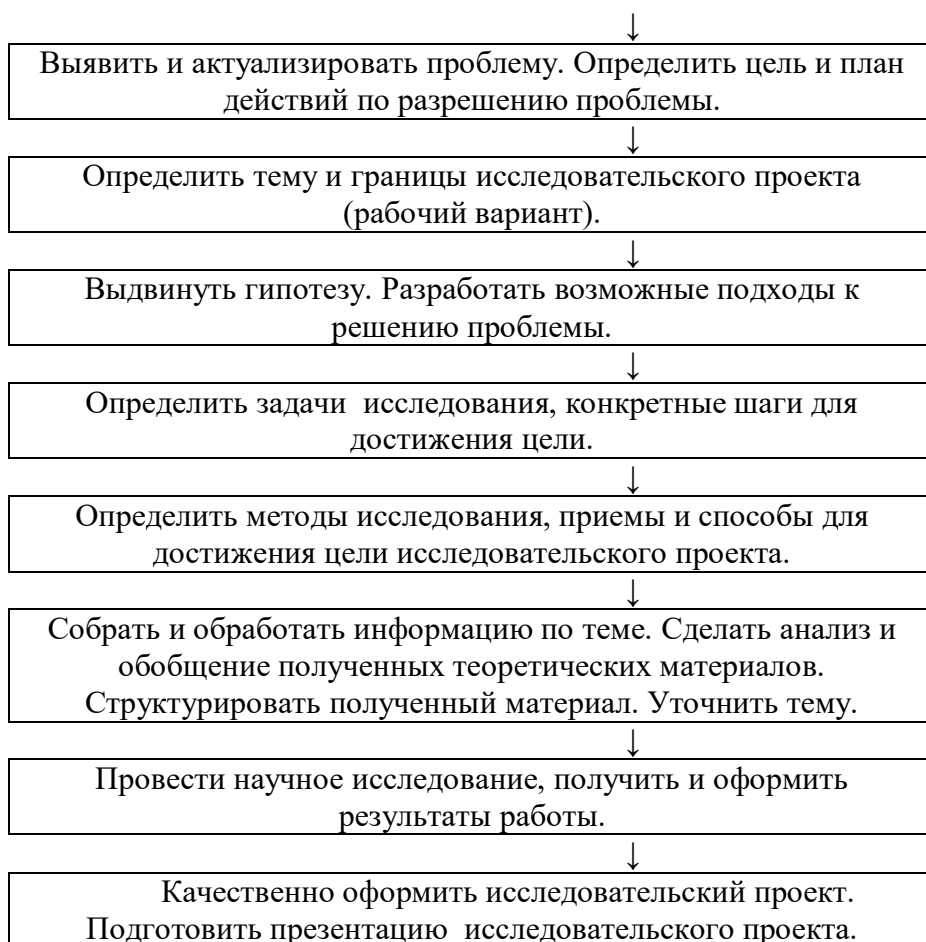 ↓
Выявить и актуализировать проблему. Определить цель и план
действий по разрешению проблемы.
↓
Определить тему и границы исследовательского проекта
(рабочий вариант).
↓
Выдвинуть гипотезу. Разработать возможные подходы к
решению проблемы.
↓
Определить задачи  исследования, конкретные шаги для
достижения цели.
↓
Определить методы исследования, приемы и способы для
достижения цели исследовательского проекта.
↓
Собрать и обработать информацию по теме. Сделать анализ и
обобщение полученных теоретических материалов.
Структурировать полученный материал. Уточнить тему.
↓
Провести научное исследование, получить и оформить
результаты работы.
↓
Качественно оформить исследовательский проект.
Подготовить презентацию  исследовательского проекта.